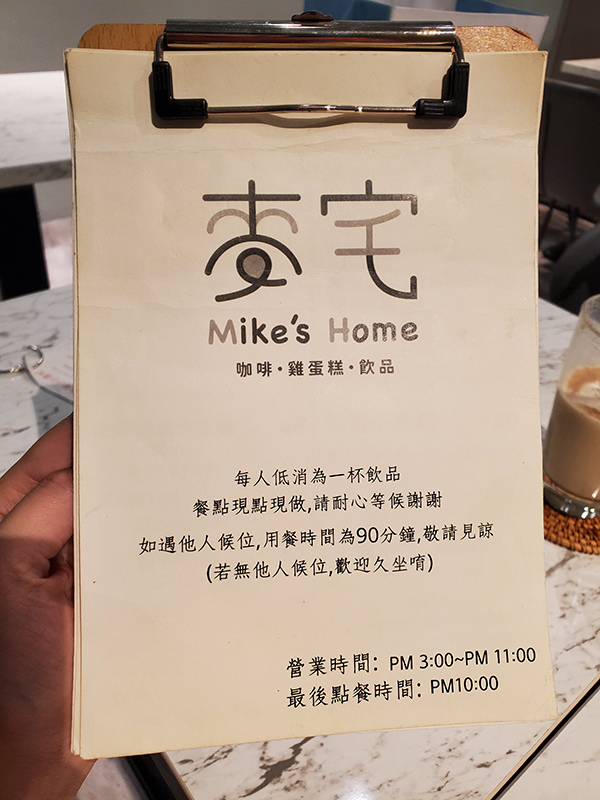 麥宅
Mike's Home
咖啡·雞蛋糕·飲品
每人低消為一杯飲品
餐點現點現做,請耐心等候謝謝
如遇他人候位,用餐時間為90分鐘,敬請見諒
(若無他人候位,歡迎久坐唷)
營業時間: PM 3:00~PM 11:00
最後點餐時間: PM10:00